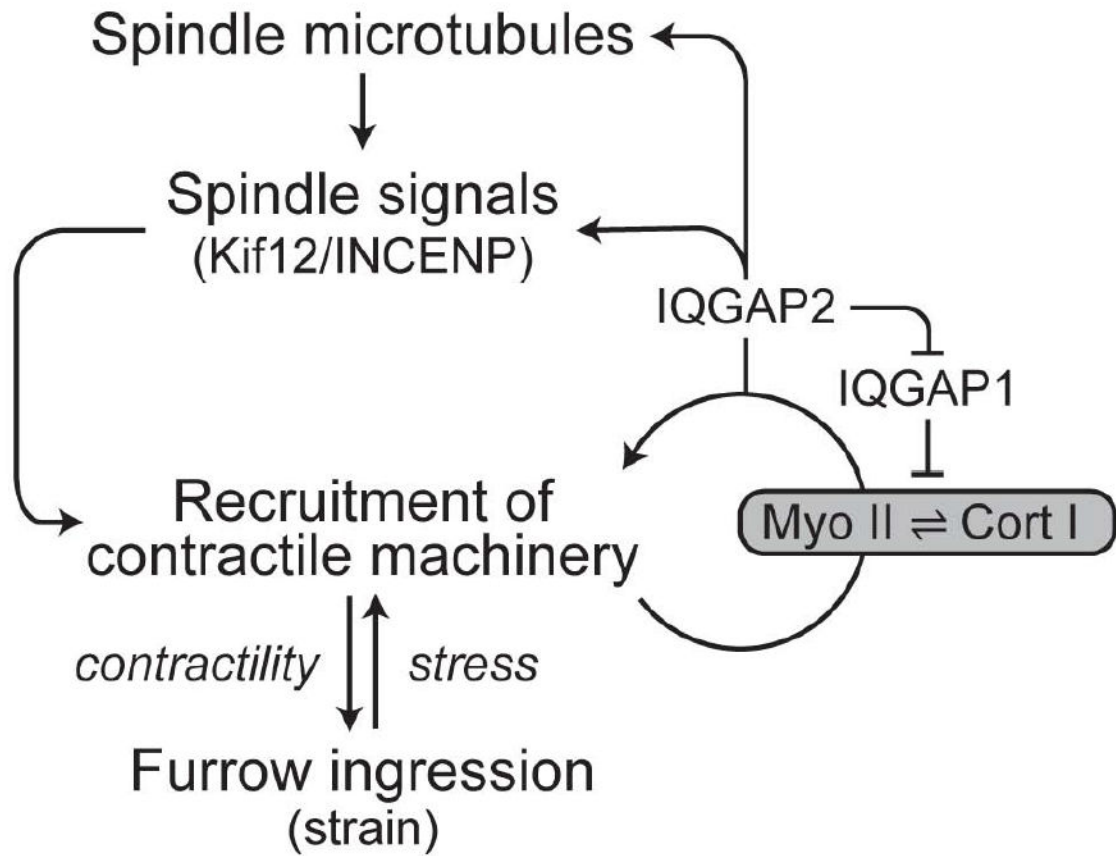 Spindle microtubules
Spindle signals
(Kif12/INCENP)
IQGAP2
IQGAP1
Myo II ⇌ Cort I
Recruitment of
contractile machinery
contractility
stress
Furrow ingression
(strain)